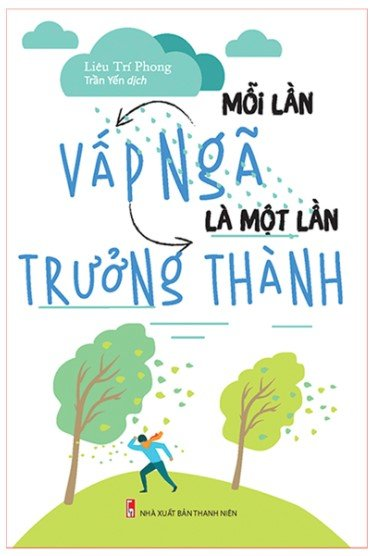 Liêu Trí Phong
Trần Yến dịch
MỖI LẦN
VẤP NGÃ
LÀ MỘT LẦN
TRƯỞNG THÀNH
NHÀ XUẤT BẢN THANH NIÊN